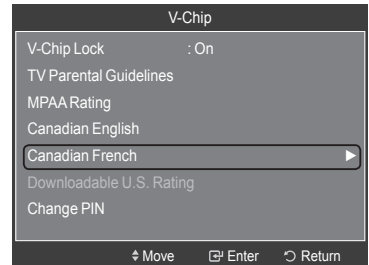 V-Chip
V-Chip Lock : On
TV Parental Guidelines
MPAA Rating
Canadian English
Canadian French ►
Downloadable U.S. Rating
Change PIN
Move Enter Return